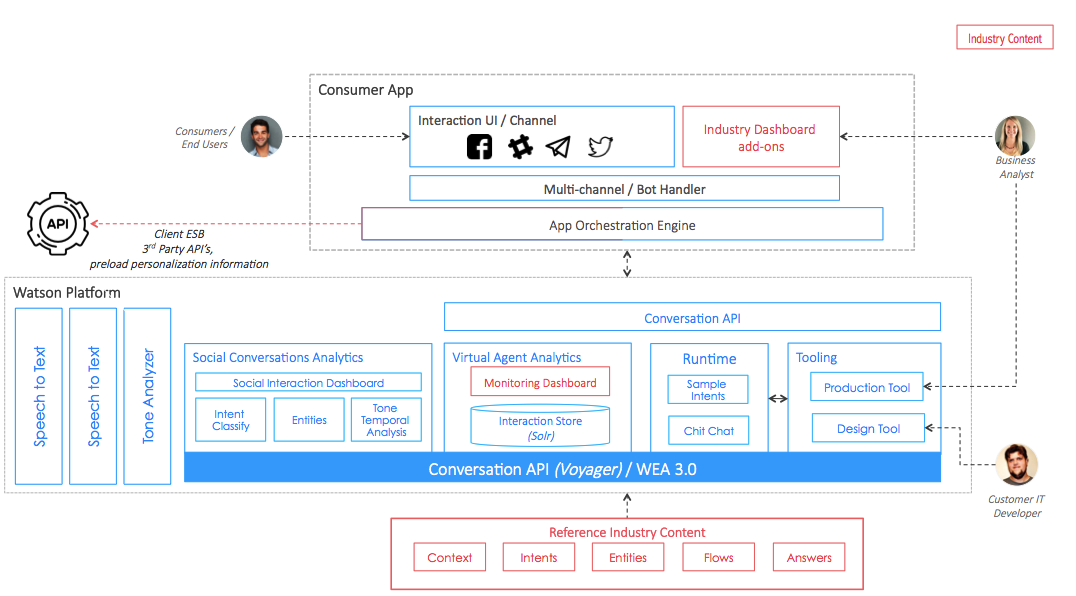 Industry Content
Consumer App
Interaction UI / Channel
Industry Dashboard
add-ons
Consumers /
End Users
Business
Analyst
Multi-channel / Bot Handler
App Orchestration Engine
API
Client ESB
3rd Party API's,
preload personalization information
Watson Platform
Speech to Text
Speech to Text
Tone Analyzer
Conversation API
Social Conversations Analytics
Social Interaction Dashboard
Intent
Classify
Entities
Tone
Temporal
Analysis
Virtual Agent Analytics
Monitoring Dashboard
Interaction Store
(Solr)
Runtime
Sample
Intents
Chit Chat
Tooling
Production Tool
Design Tool
Conversation API (Voyager) / WEA 3.0
Customer IT
Developer
Reference Industry Content
Context
Intents
Entities
Flows
Answers